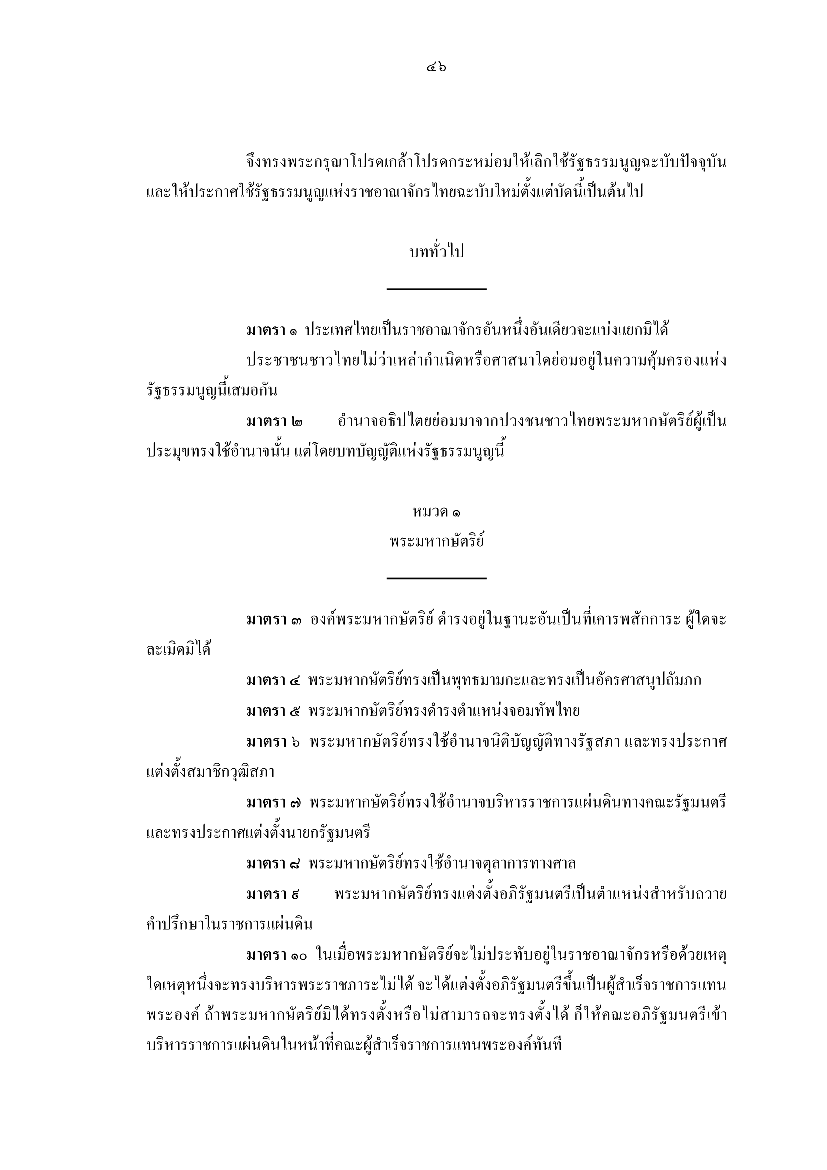 ๔๖
จึงทรงพระกรุณาโปรดเกล้าโปรดกระหม่อมให้เลิกใช้รัฐธรรมนูญฉะบับปัจจุบัน
และให้ประกาศใช้รัฐธรรมนูญแห่งราชอาณาจักรไทยฉะบับใหม่ตั้งแต่บัดนี้เป็นต้นไป
บททั่วไป
มาตรา ๑ ประเทศไทยเป็นราชอาณาจักรอันหนึ่งอันเดียวจะแบ่งแยกมิได้
ประชาชนชาวไทยไม่ว่าเหล่ากำเนิดหรือศาสนาใดย่อมอยู่ในความคุ้มครองแห่ง
รัฐธรรมนูญนี้เสมอกัน
มาตรา ๒ อำนาจอธิปไตยย่อมมาจากปวงชนชาวไทยพระมหากษัตริย์ผู้เป็น
ประมุขทรงใช้อำนาจนั้น แต่โดยบทบัญญัติแห่งรัฐธรรมนูญนี้
หมวด ๑
พระมหากษัตริย์
มาตรา ๓ องค์พระมหากษัตริย์ ดำรงอยู่ในฐานะอันเป็นที่เคารพสักการะ ผู้ใดจะ
ละเมิดมิได้
มาตรา ๔ พระมหากษัตริย์ทรงเป็นพุทธมามกะและทรงเป็นอัครศาสนูปถัมภก
มาตรา ๕ พระมหากษัตริย์ทรงดำรงตำแหน่งจอมทัพไทย
มาตรา ๖ พระมหากษัตริย์ทรงใช้อำนาจนิติบัญญัติทางรัฐสภา และทรงประกาศ
แต่งตั้งสมาชิกวุฒิสภา
มาตรา ๗ พระมหากษัตริย์ทรงใช้อำนาจบริหารราชการแผ่นดินทางคณะรัฐมนตรี
และทรงประกาศแต่งตั้งนายกรัฐมนตรี
มาตรา ๘ พระมหากษัตริย์ทรงใช้อำนาจตุลาการทางศาล
มาตรา ๙ พระมหากษัตริย์ทรงแต่งตั้งอภิรัฐมนตรีเป็นตำแหน่งสำหรับถวาย
คำปรึกษาในราชการแผ่นดิน
มาตรา ๑๐ ในเมื่อพระมหากษัตริย์จะไม่ประทับอยู่ในราชอาณาจักรหรือด้วยเหตุ
ใดเหตุหนึ่งจะทรงบริหารพระราชภาระไม่ได้ จะได้แต่งตั้งอภิรัฐมนตรีขึ้นเป็นผู้สำเร็จราชการแทน
พระองค์ ถ้าพระมหากษัตริย์มิได้ทรงตั้งหรือไม่สามารถจะทรงตั้งได้ ก็ให้คณะอภิรัฐมนตรีเข้า
บริหารราชการแผ่นดินในหน้าที่คณะผู้สำเร็จราชการแทนพระองค์ทันที